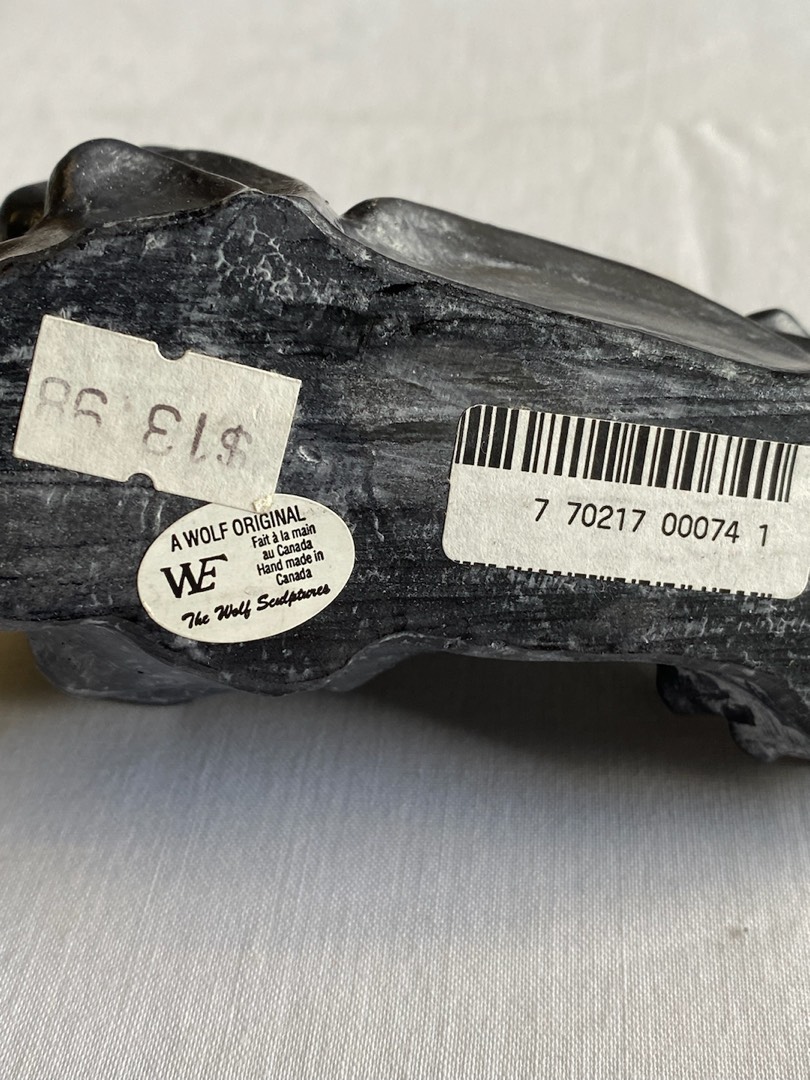 $13.98
A WOLF ORIGINAL
WE
Fait à la main
au Canada
Hand made in
Canada
The Wolf Sculptures
7 70217 00074 1